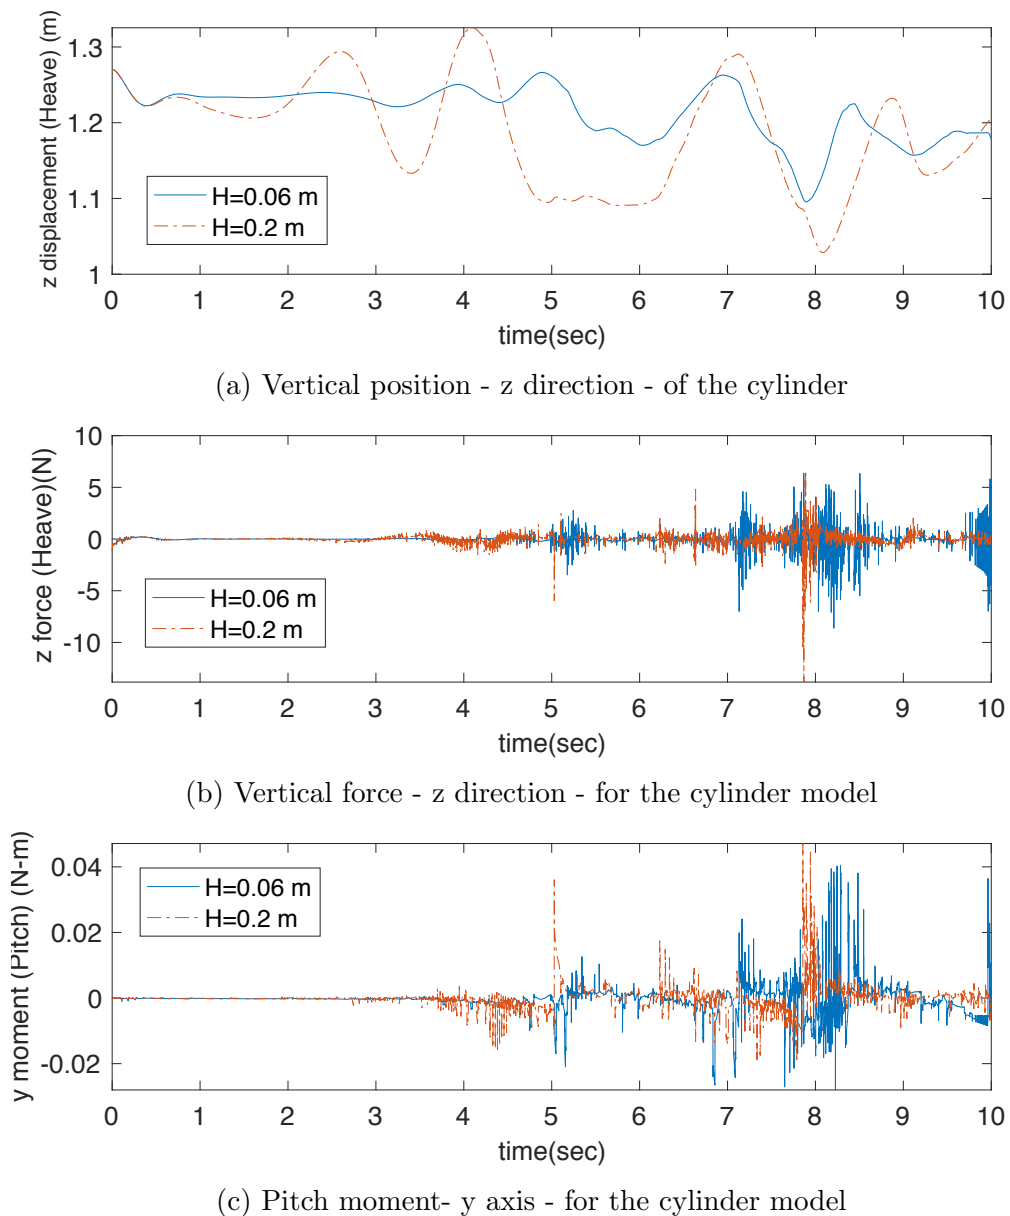 z displacement (Heave) (m)
1.3
1.2
1.1
1
H=0.06 m
H=0.2 m
0 1 2 3 4 5 6 7 8 9 10
time(sec)
(a) Vertical position - z direction - of the cylinder
z force (Heave)(N)
10
5
0
-5
-10
H=0.06 m
H=0.2 m
0 1 2 3 4 5 6 7 8 9 10
time(sec)
(b) Vertical force - z direction - for the cylinder model
y moment (Pitch) (N-m)
0.04
0.02
0
-0.02
H=0.06 m
H=0.2 m
0 1 2 3 4 5 6 7 8 9 10
time(sec)
(c) Pitch moment- y axis - for the cylinder model